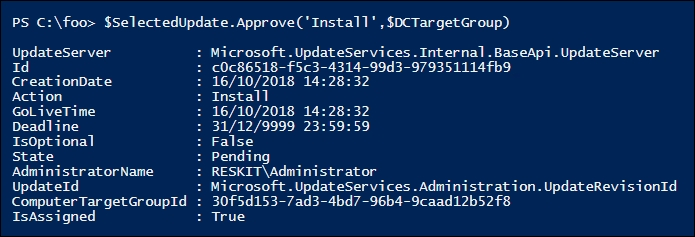 PS C:\foo> $SelectedUpdate.Approve('Install',$DCTargetGroup)
UpdateServer : Microsoft.UpdateServices.Internal.BaseApi.UpdateServer
Id : c0c86518-f5c3-4314-99d3-979351114fb9
CreationDate : 16/10/2018 14:28:32
Action : Install
GoLiveTime : 16/10/2018 14:28:32
Deadline : 31/12/9999 23:59:59
IsOptional : False
State : Pending
AdministratorName : RESKIT\Administrator
UpdateId : Microsoft.UpdateServices.Administration.UpdateRevisionId
ComputerTargetGroupId : 30f5d153-7ad3-4bd7-96b4-9caad12b52f8
IsAssigned : True